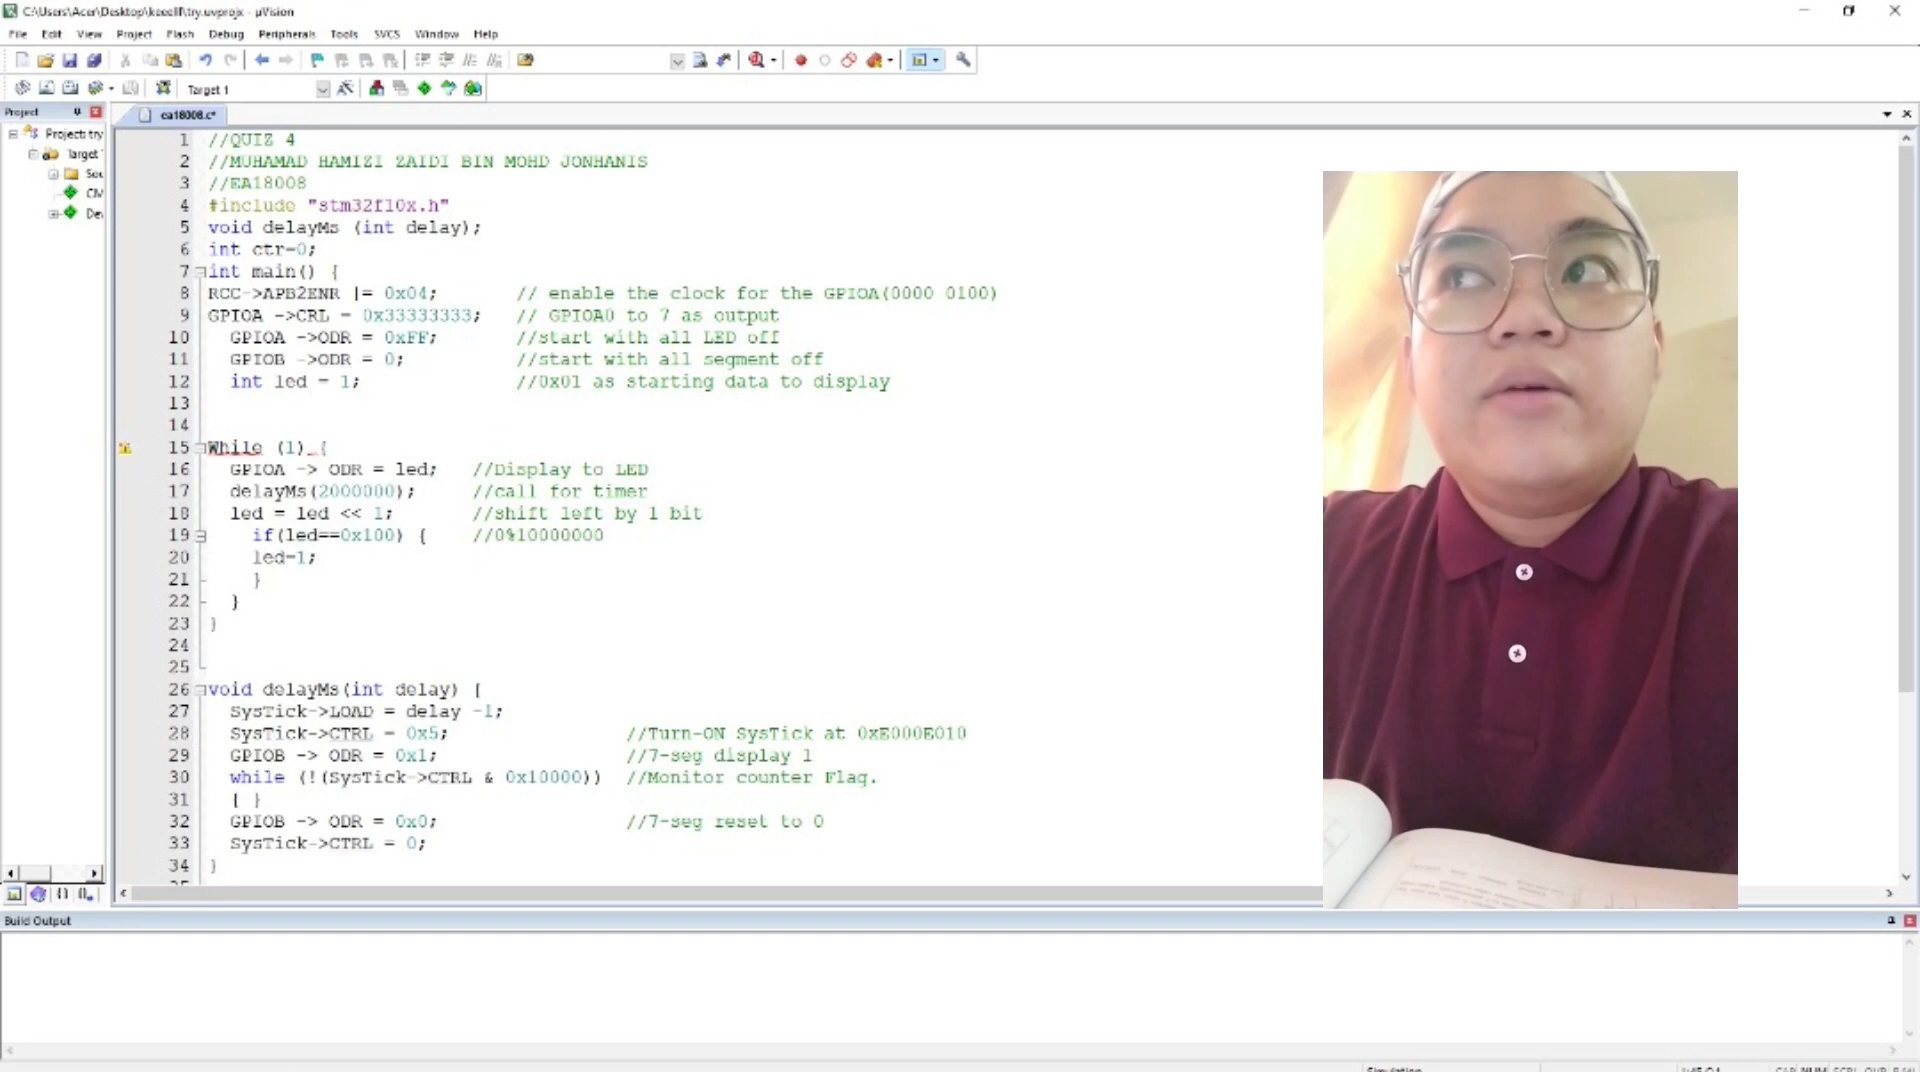 C:\Users\Acer\Desktop\keeelll\try.uvprojx - µVision
File Edit View Project Flash Debug Peripherals Tools SVCS Window Help
Target 1
Project
ea18008.c*
Project: try
Target
Sou
CM
Dev
1 //QUIZ 4
2 //MUHAMAD HAMIZI ZAIDI BIN MOHD JONHANIS
3 //EA18008
4 #include "stm32f10x.h"
5 void delayMs (int delay);
6 int ctr=0;
7 int main() {
8 RCC->APB2ENR |= 0x04; // enable the clock for the GPIOA(0000 0100)
9 GPIOA ->CRL = 0x33333333; // GPIOA0 to 7 as output
10 GPIOA ->ODR = 0xFF; //start with all LED off
11 GPIOB ->ODR = 0; //start with all segment off
12 int led = 1; //0x01 as starting data to display
13
14
15 While (1) {
16 GPIOA -> ODR = led; //Display to LED
17 delayMs(2000000); //call for timer
18 led = led << 1; //shift left by 1 bit
19 if(led==0x100) { //0%10000000
20 led=1;
21 }
22 }
23 }
24
25
26 void delayMs(int delay) {
27 SysTick->LOAD = delay -1;
28 SysTick->CTRL = 0x5; //Turn-ON SysTick at 0xE000E010
29 GPIOB -> ODR = 0x1; //7-seg display 1
30 while (!(SysTick->CTRL & 0x10000)) //Monitor counter Flag.
31 { }
32 GPIOB -> ODR = 0x0; //7-seg reset to 0
33 SysTick->CTRL = 0;
34 }
Build Output